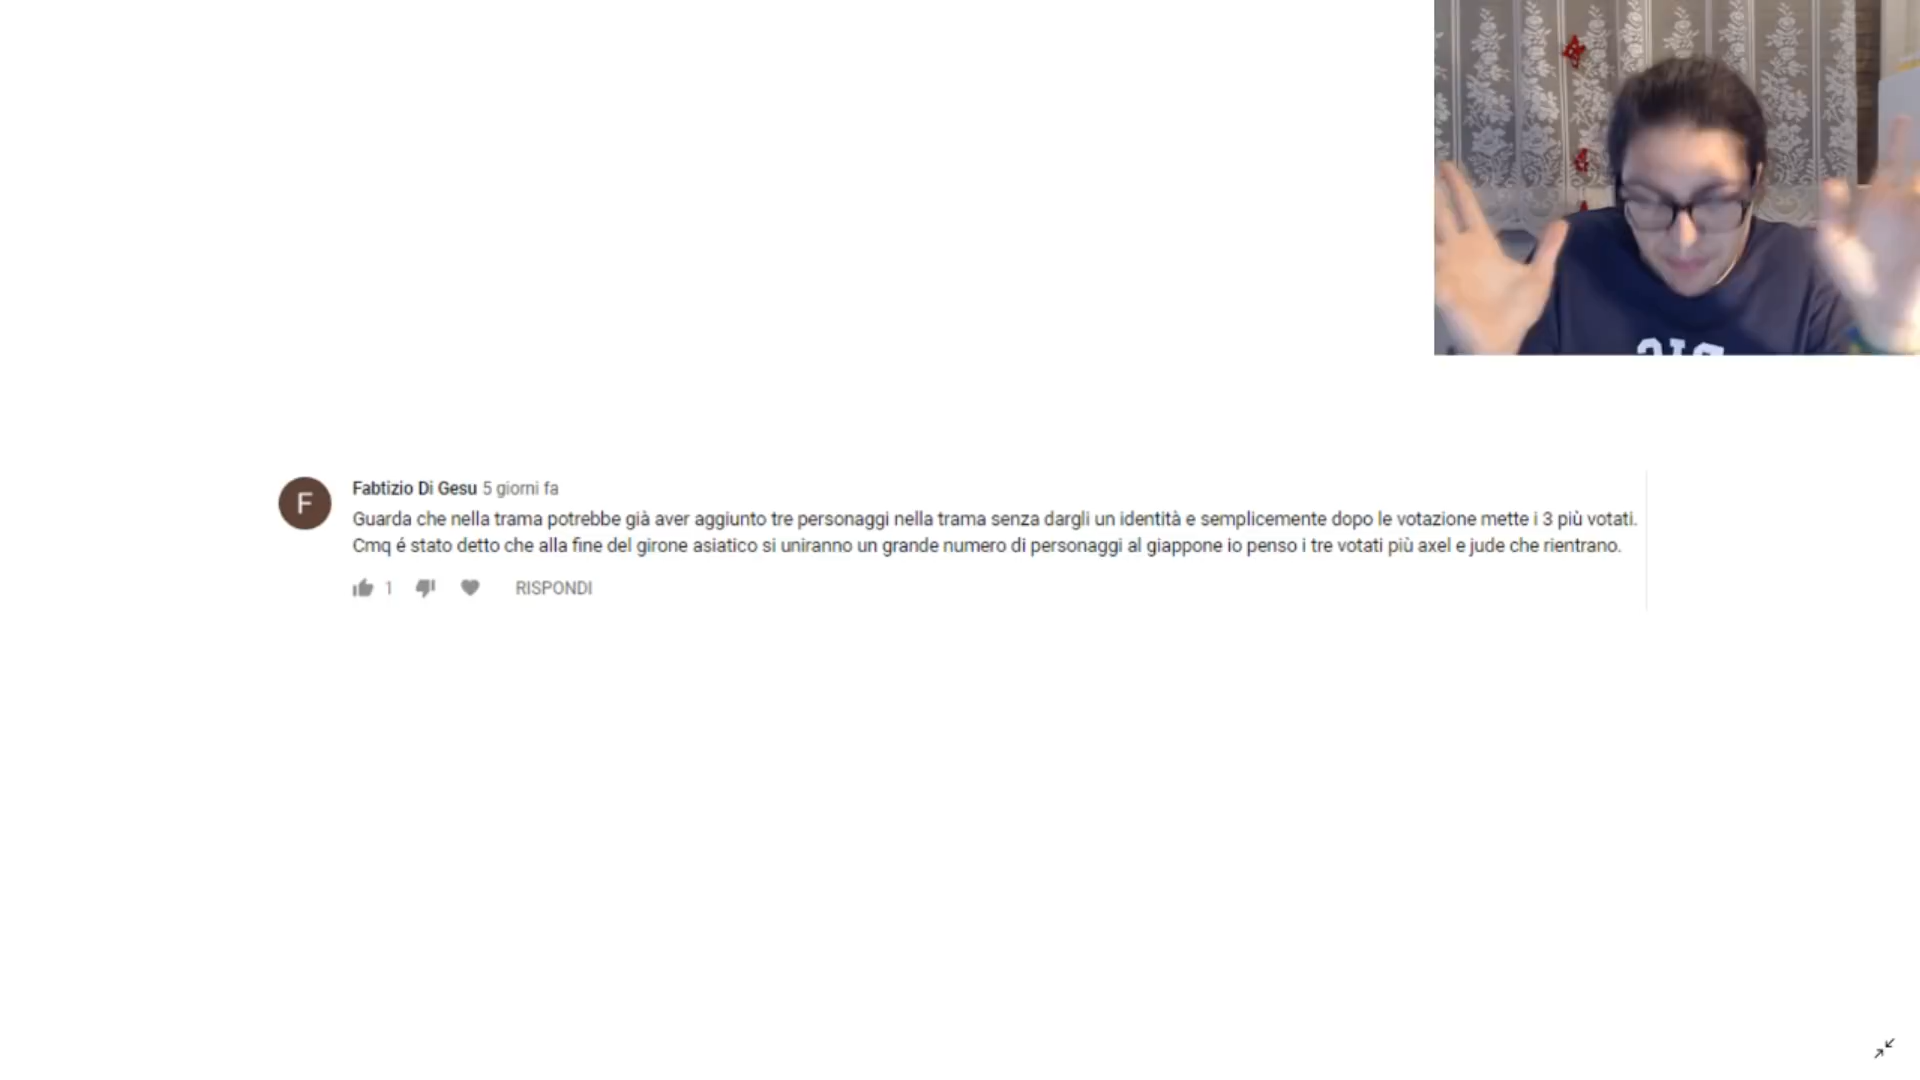 F
Fabtizio Di Gesu 5 giorni fa
Guarda che nella trama potrebbe già aver aggiunto tre personaggi nella trama senza dargli un identità e semplicemente dopo le votazione mette i 3 più votati.
Cmq é stato detto che alla fine del girone asiatico si uniranno un grande numero di personaggi al giappone io penso i tre votati più axel e jude che rientrano.
1 RISPONDI